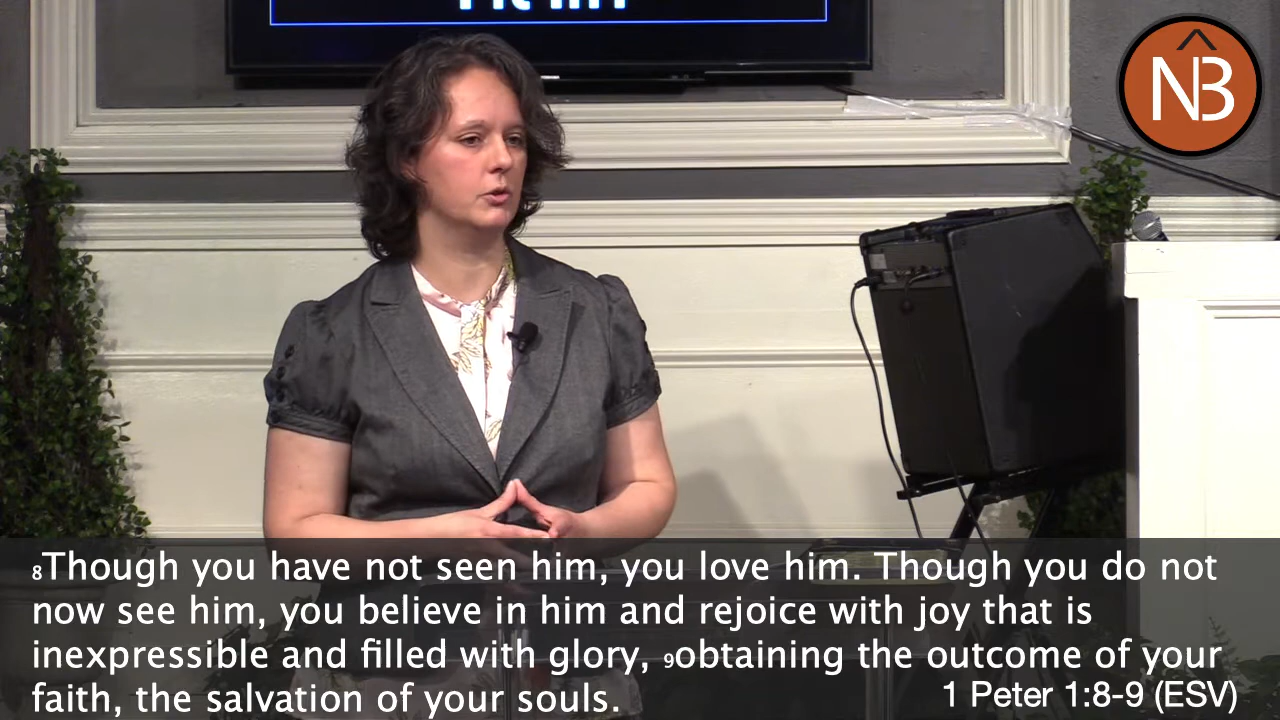 NB
8Though you have not seen him, you love him. Though you do not
now see him, you believe in him and rejoice with joy that is
inexpressible and filled with glory, 9obtaining the outcome of your
faith, the salvation of your souls.
1 Peter 1:8-9 (ESV)